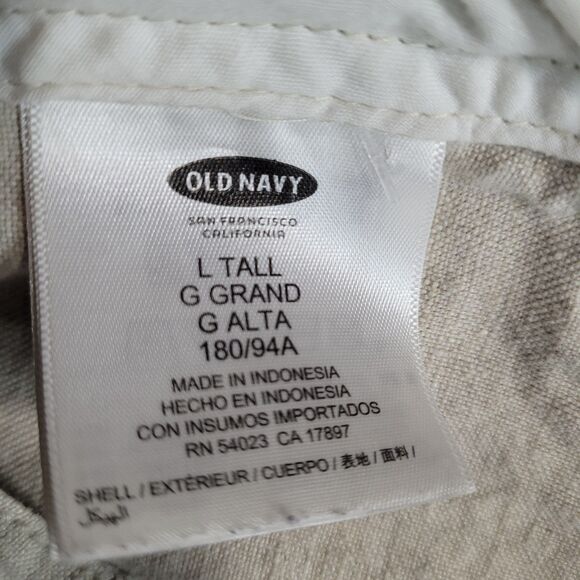 OLD NAVY
SAN FRANCISCO
CALIFORNIA
L TALL
G GRAND
G ALTA
180/94A
MADE IN INDONESIA
HECHO EN INDONESIA
CON INSUMOS IMPORTADOS
RN 54023 CA 17897
SHELL / EXTÉRIEUR / CUERPO / 表地 / 面料 /
الهيكل